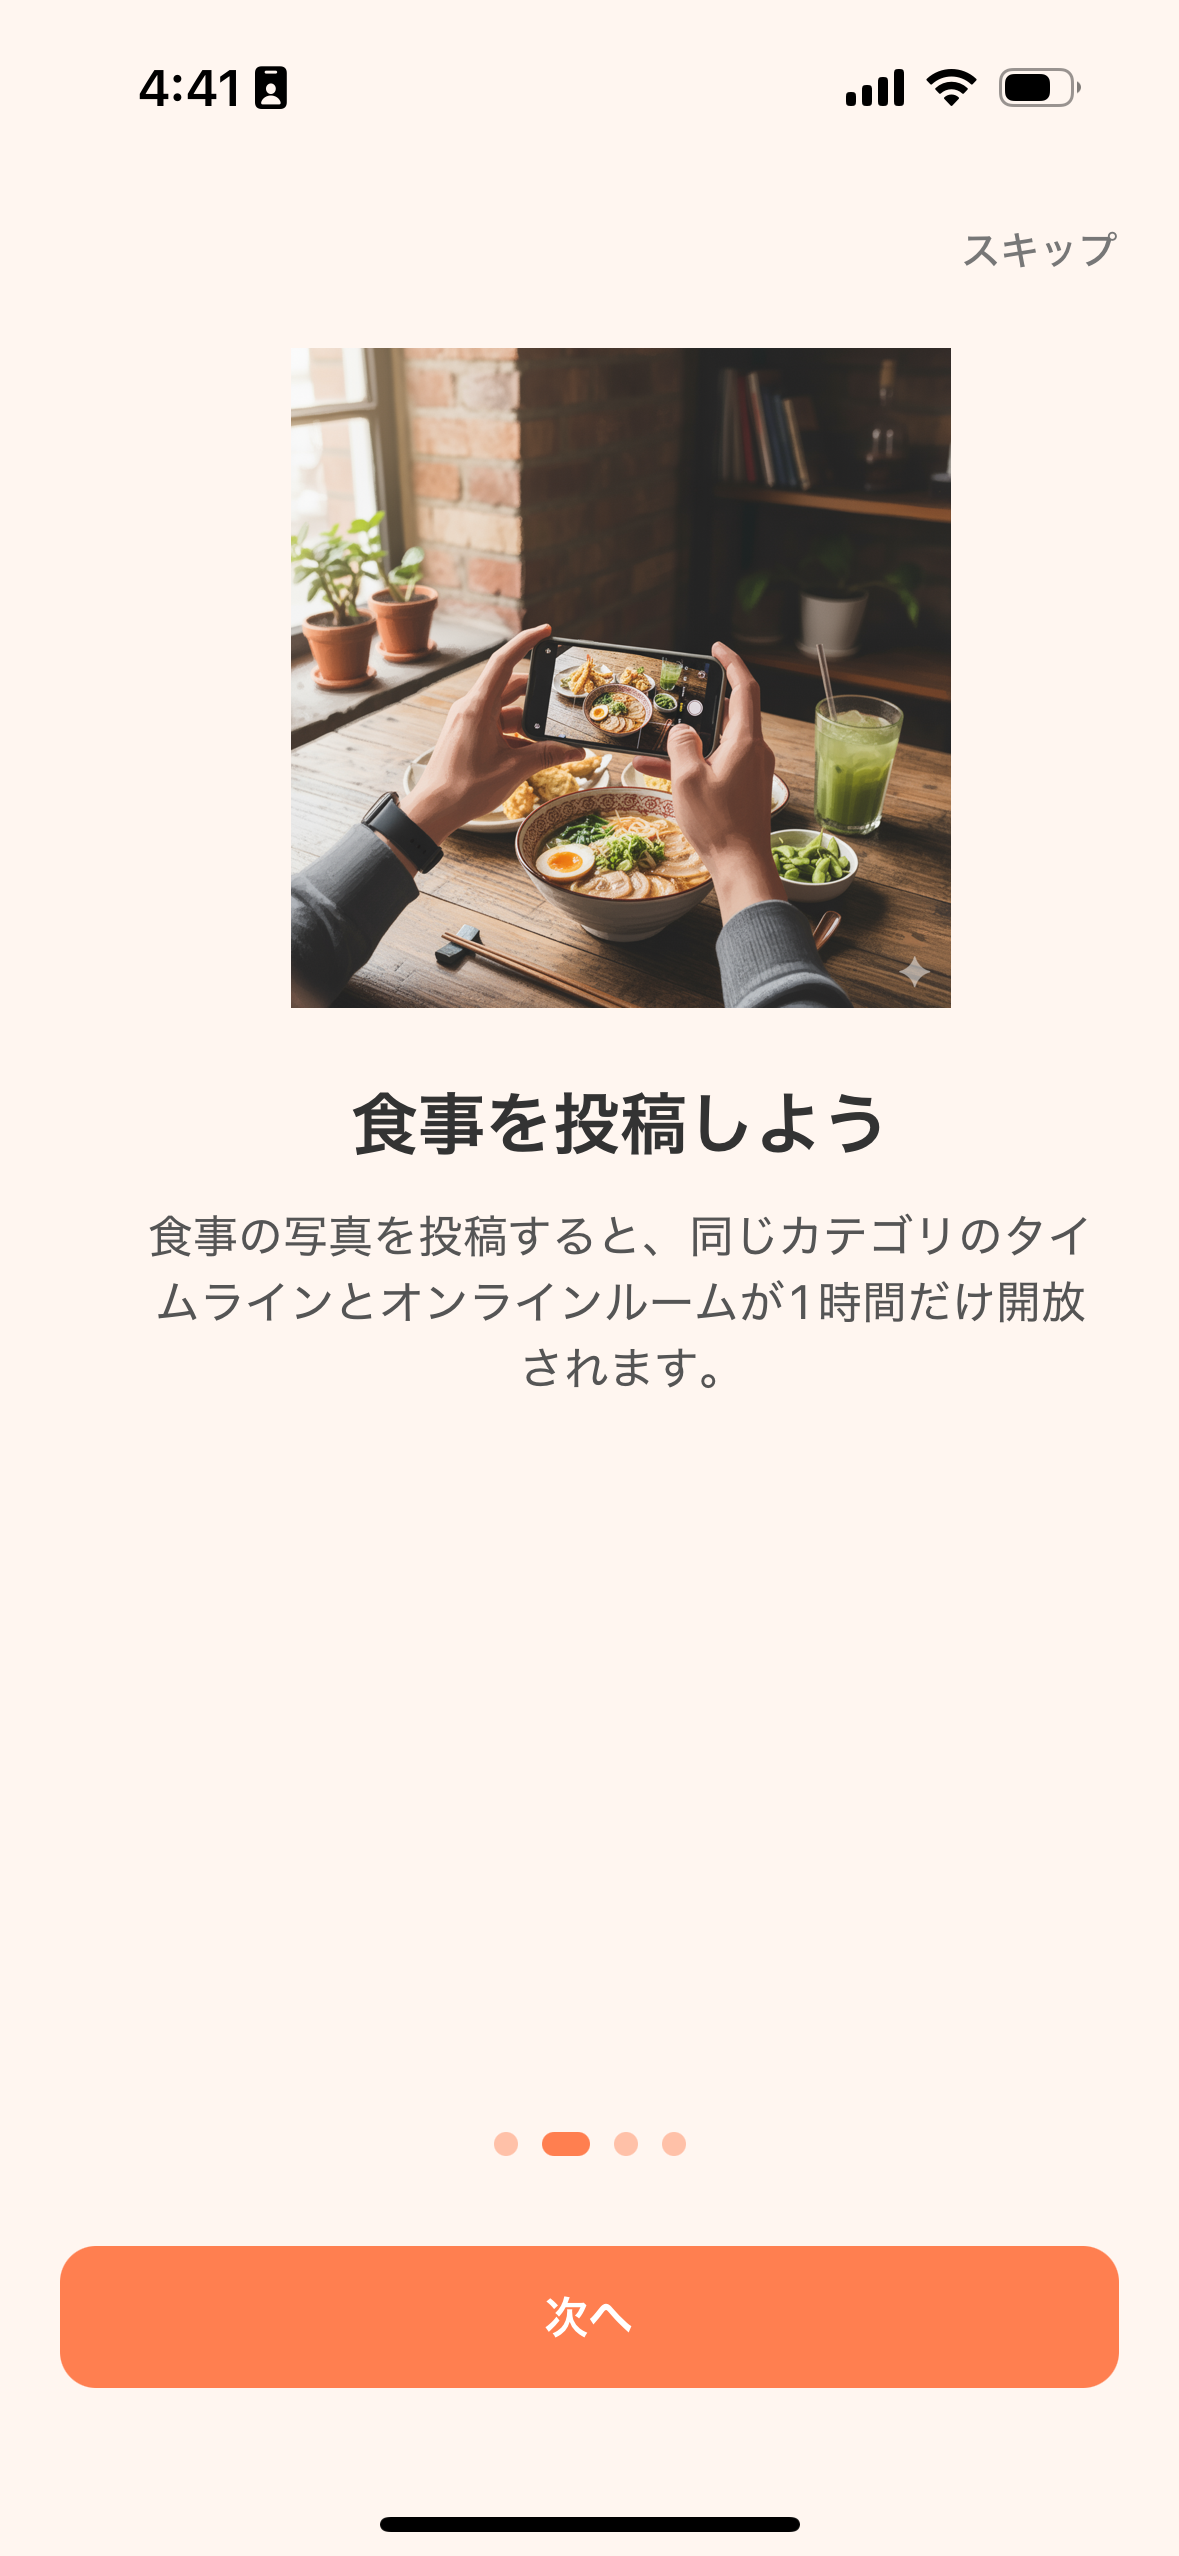 4:41
スキップ
食事を投稿しよう
食事の写真を投稿すると、同じカテゴリのタイ
ムラインとオンラインルームが1時間だけ開放
されます。
次へ